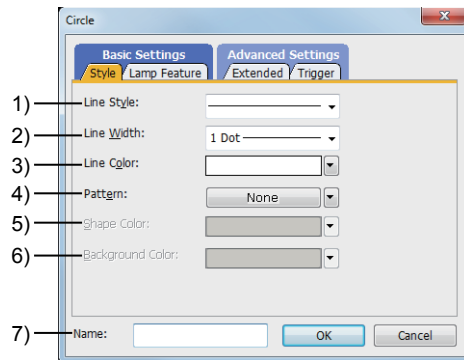 Circle
Basic Settings Advanced Settings
Style Lamp Feature Extended Trigger
1) Line Style:
2) Line Width: 1 Dot
3) Line Color:
4) Pattern: None
5) Shape Color:
6) Background Color:
7) Name: OK Cancel